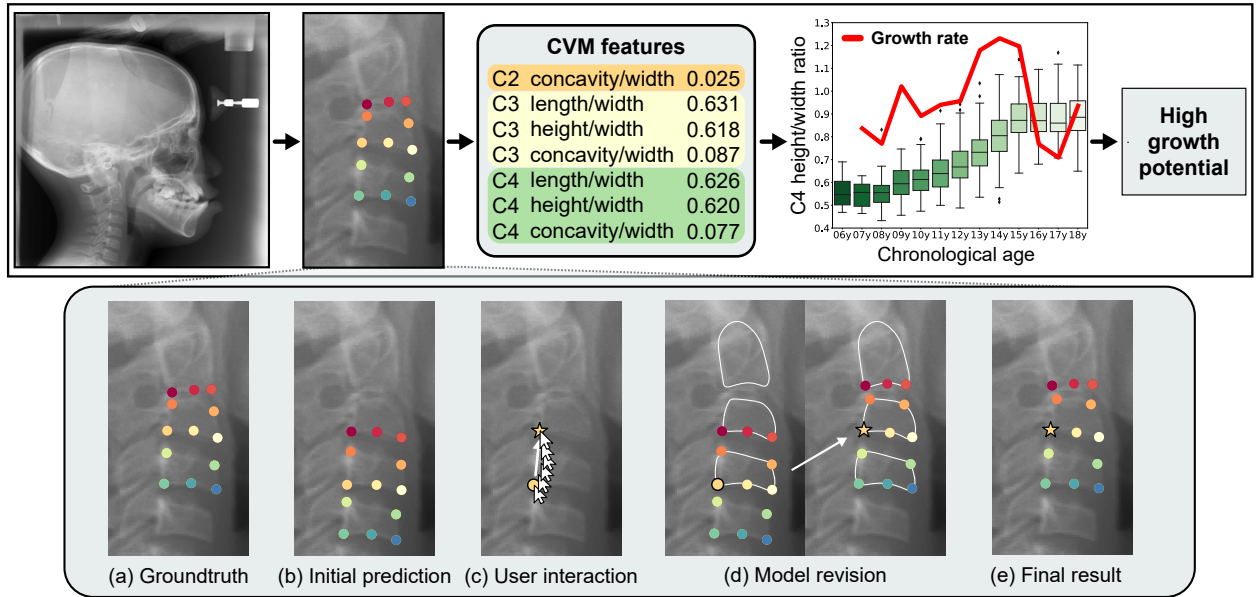 CVM features
C2 concavity/width 0.025
C3 length/width 0.631
C3 height/width 0.618
C3 concavity/width 0.087
C4 length/width 0.626
C4 height/width 0.620
C4 concavity/width 0.077
C4 height/width ratio
1.3
1.2
1.1
1.0
0.9
0.8
0.7
0.6
0.5
0.4
Growth rate
06y 07y 08y 09y 10y 11y 12y 13y 14y 15y 16y 17y 18y
Chronological age
High
growth
potential
(a) Groundtruth
(b) Initial prediction
(c) User interaction
(d) Model revision
(e) Final result